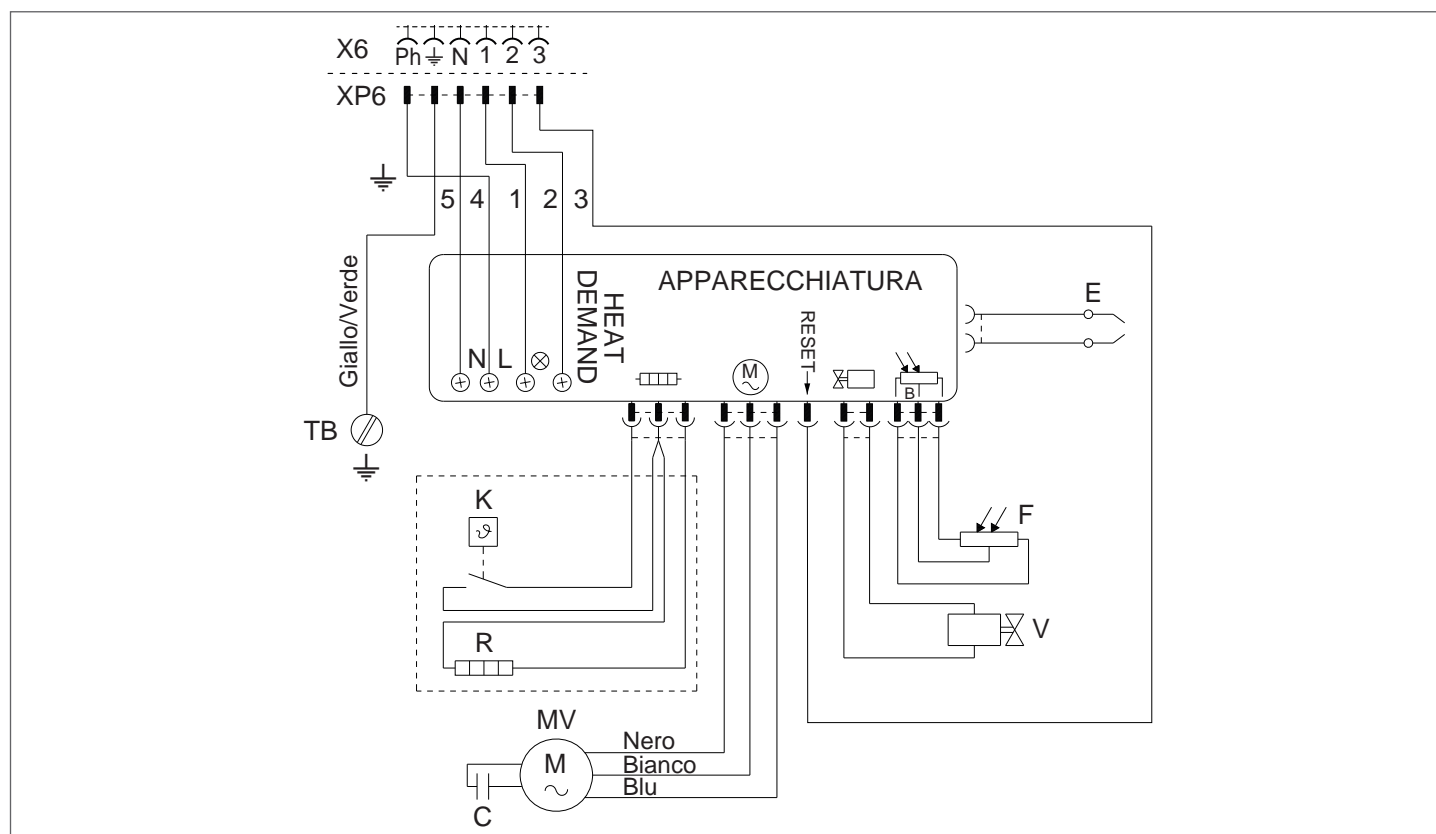 X6
Ph N 1 2 3
XP6
5 4 1 2 3
Giallo/Verde
HEAT
DEMAND
APPARECCHIATURA
E
RESET
N L
M
B
TB
K
ϑ
F
R
V
MV
Nero
M
Bianco
Blu
C